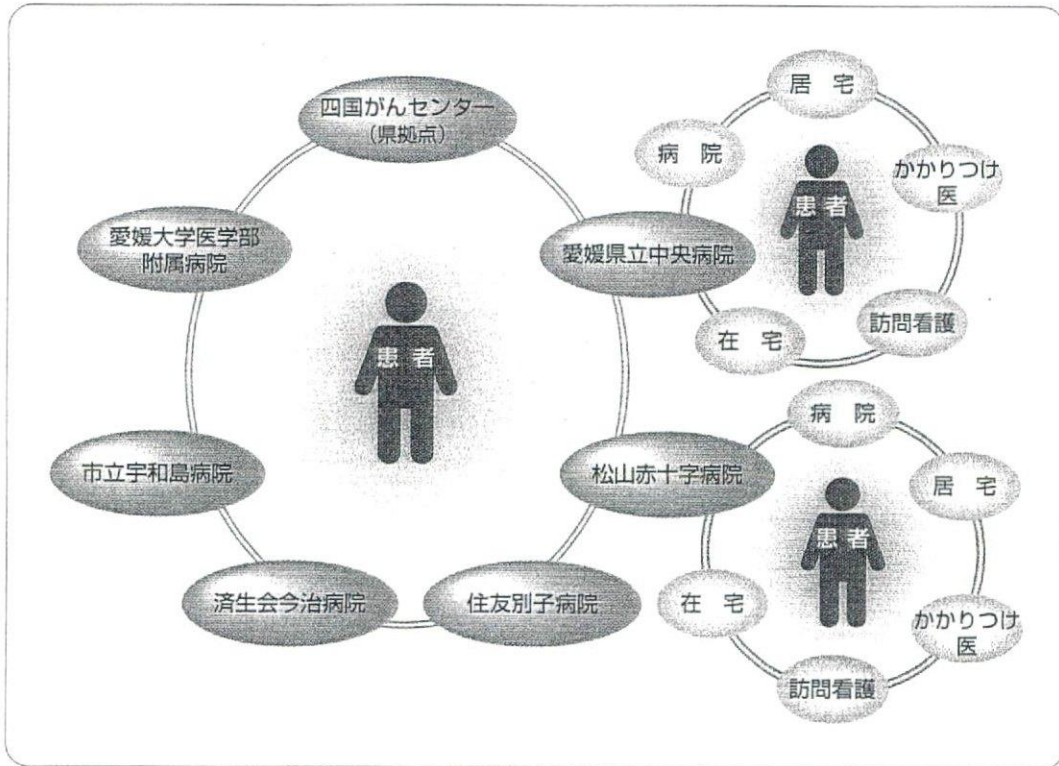 四国がんセンター
(県拠点)
愛媛大学医学部
附属病院
愛媛県立中央病院
患者
市立宇和島病院
松山赤十字病院
済生会今治病院
住友別子病院
居 宅
病 院
かかりつけ
医
患者
訪問看護
在 宅
病 院
居 宅
患者
在 宅
かかりつけ
医
訪問看護